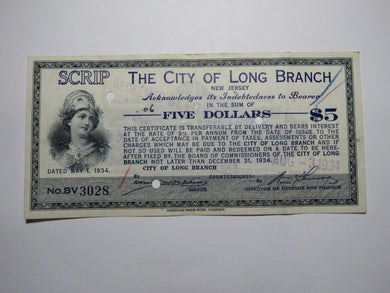 SCRIP
THE CITY OF LONG BRANCH
NEW JERSEY
Acknowledges its Indebtedness to Bearer
06
IN THE SUM OF
FIVE DOLLARS
$5
THIS CERTIFICATE IS TRANSFERABLE BY DELIVERY AND BEARS INTEREST
AT THE RATE OF 5% PER ANNUM FROM THE DATE OF ISSUE TO THE
DATE OF ACCEPTANCE IN PAYMENT OF TAXES, ASSESSMENTS OR OTHER
CHARGES WHICH MAY BE DUE TO THE CITY OF LONG BRANCH AND IF
NOT SO USED WILL BE PAID AND REDEEMED ON A DATE TO BE HERE-
AFTER FIXED BY THE BOARD OF COMMISSIONERS OF THE CITY OF LONG
BRANCH NOT LATER THAN DECEMBER 31, 1934.
1934
DATED MAY 1, 1934.
CITY OF LONG BRANCH
No. BV 3028
BY
COUNTERSIGNED:
MAYOR
DIRECTOR OF REVENUE AND FINANCE
AMERICAN BANK NOTE COMPANY